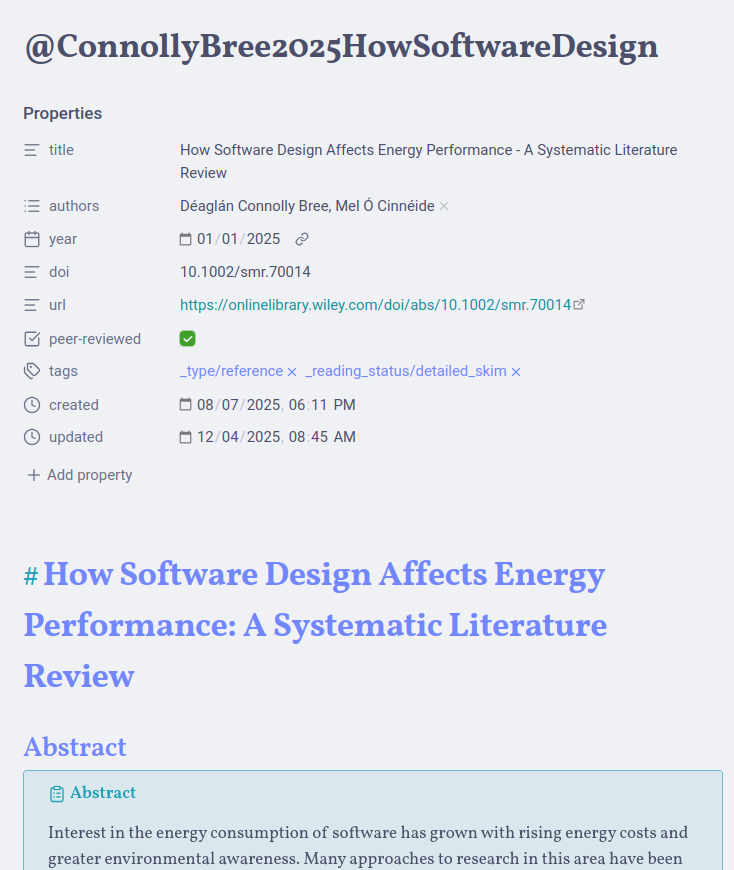 @ConnollyBree2025HowSoftwareDesign
Properties
title How Software Design Affects Energy Performance - A Systematic Literature
Review
authors Déaglán Connolly Bree, Mel Ó Cinnéide ×
year 01/01/2025
doi 10.1002/smr.70014
url https://onlinelibrary.wiley.com/doi/abs/10.1002/smr.70014
peer-reviewed
tags _type/reference × _reading_status/detailed_skim ×
created 08/07/2025, 06:11 PM
updated 12/04/2025, 08:45 AM
+ Add property
# How Software Design Affects Energy
Performance: A Systematic Literature
Review
Abstract
Abstract
Interest in the energy consumption of software has grown with rising energy costs and
greater environmental awareness. Many approaches to research in this area have been